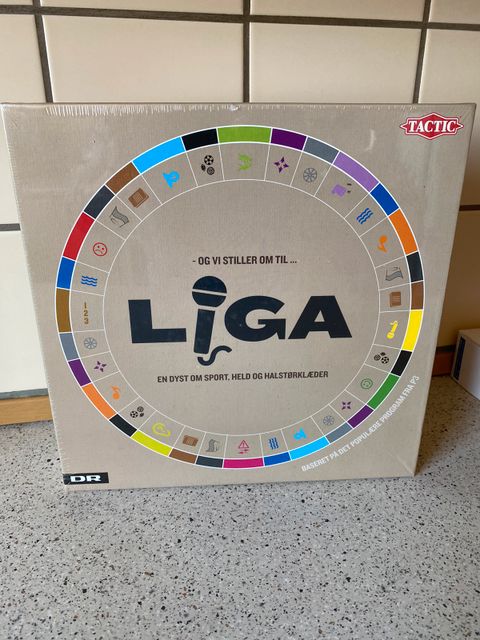 TACTIC
- OG VI STILLER OM TIL ...
LIGA
EN DYST OM SPORT, HELD OG HALSTØRKLÆDER
1
2
3
BASERET PÅ DET POPULÆRE PROGRAM FRA P3
DR